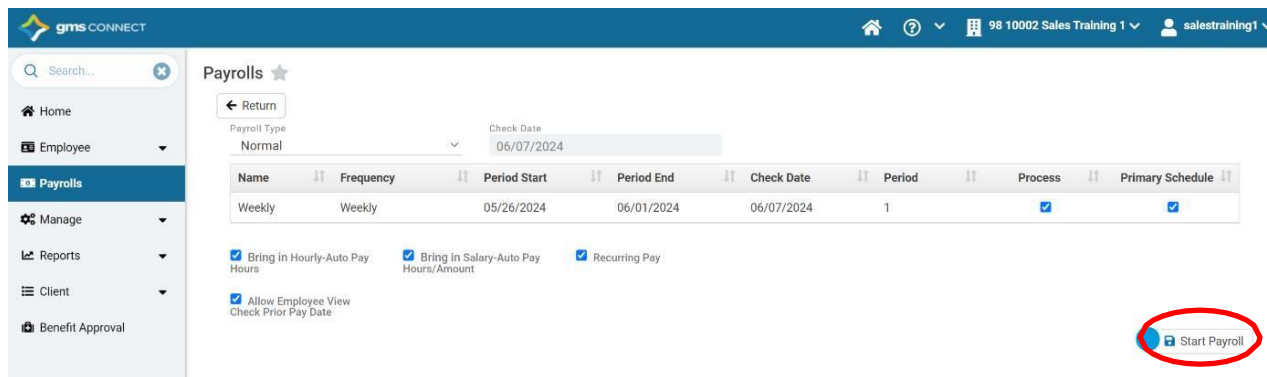 gms CONNECT
98 10002 Sales Training 1
salestraining1
Search...
Payrolls
Home
Return
Payroll Type
Check Date
Employee
Normal
06/07/2024
Payrolls
Name Frequency Period Start Period End Check Date Period Process Primary Schedule
Weekly Weekly 05/26/2024 06/01/2024 06/07/2024 1
Manage
Reports
Bring in Hourly-Auto Pay
Hours
Bring in Salary-Auto Pay
Hours/Amount
Recurring Pay
Client
Allow Employee View
Check Prior Pay Date
Benefit Approval
Start Payroll